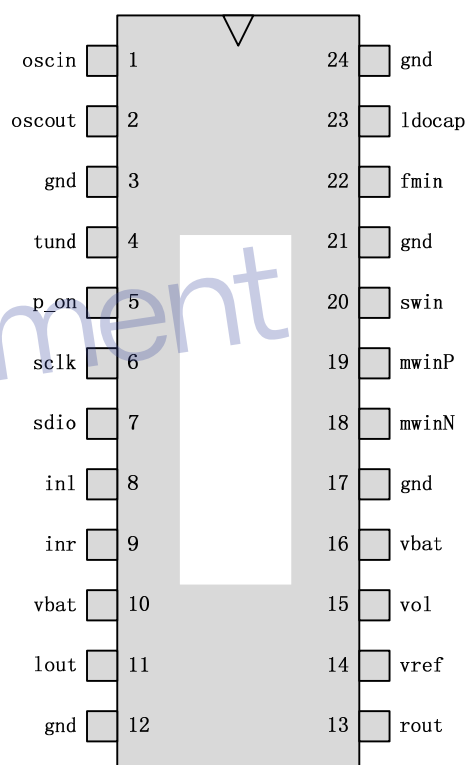 oscin 1 24 gnd
oscout 2 23 ldocap
gnd 3 22 fmin
tund 4 21 gnd
p_on 5 20 swin
sclk 6 19 mwinP
sdio 7 18 mwinN
inl 8 17 gnd
inr 9 16 vbat
vbat 10 15 vol
lout 11 14 vref
gnd 12 13 rout
ment